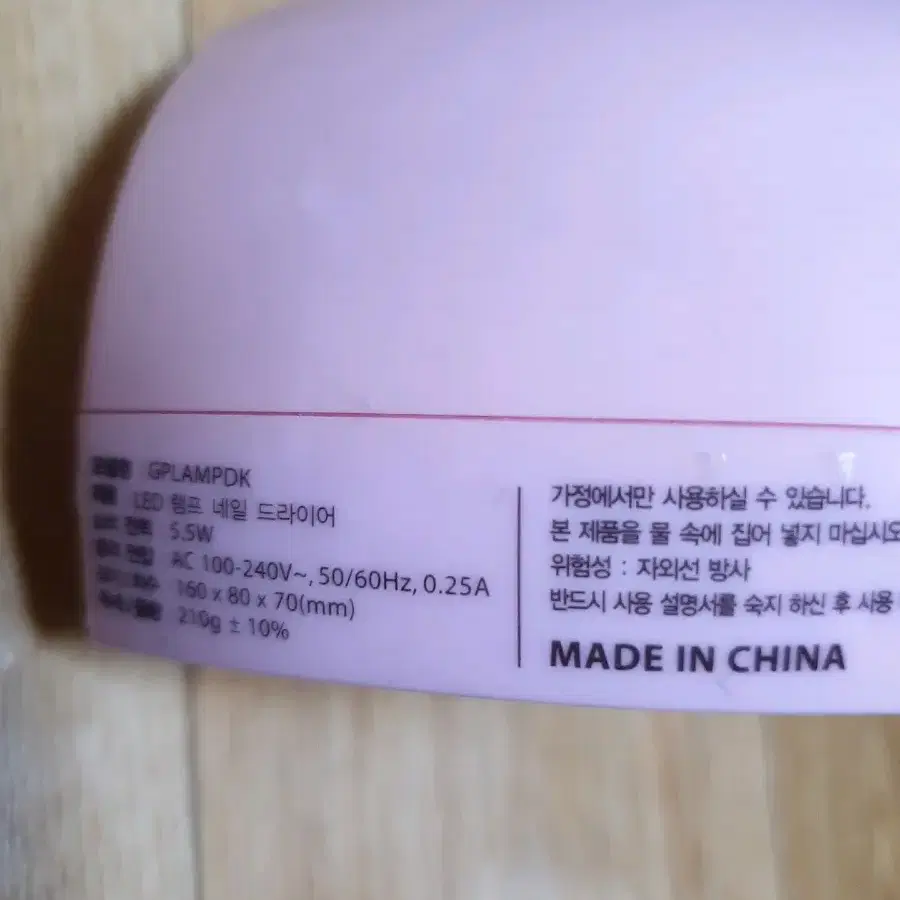 GPLAMPDK
LED 램프 네일 드라이어
5.5W
AC 100-240V~, 50/60Hz, 0.25A
160 x 80 x 70(mm)
210g ± 10%
가정에서만 사용하실 수 있습니다.
본 제품을 물 속에 집어 넣지 마십시오
위험성 : 자외선 방사
반드시 사용 설명서를 숙지 하신 후 사용
MADE IN CHINA